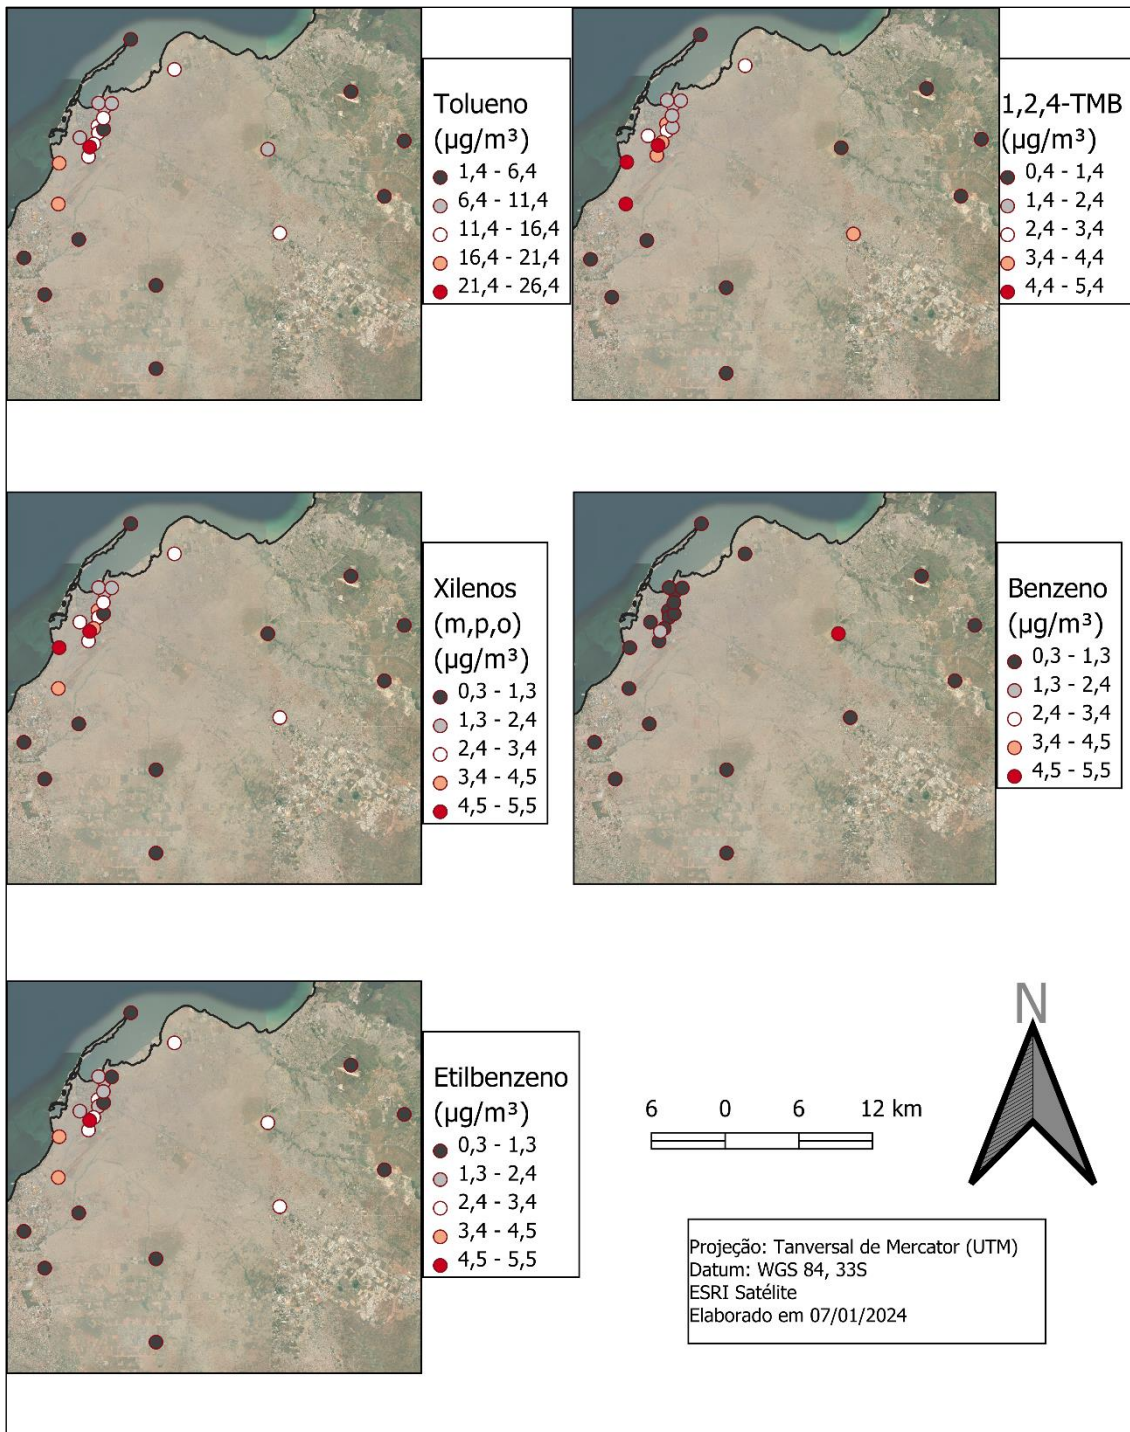 Tolueno
(µg/m³)
1,4 - 6,4
6,4 - 11,4
11,4 - 16,4
16,4 - 21,4
21,4 - 26,4
1,2,4-TMB
(µg/m³)
0,4 - 1,4
1,4 - 2,4
2,4 - 3,4
3,4 - 4,4
4,4 - 5,4
Xilenos
(m,p,o)
(µg/m³)
0,3 - 1,3
1,3 - 2,4
2,4 - 3,4
3,4 - 4,5
4,5 - 5,5
Benzeno
(µg/m³)
0,3 - 1,3
1,3 - 2,4
2,4 - 3,4
3,4 - 4,5
4,5 - 5,5
Etilbenzeno
(µg/m³)
0,3 - 1,3
1,3 - 2,4
2,4 - 3,4
3,4 - 4,5
4,5 - 5,5
N
6 0 6 12 km
Projeção: Tanversal de Mercator (UTM)
Datum: WGS 84, 33S
ESRI Satélite
Elaborado em 07/01/2024